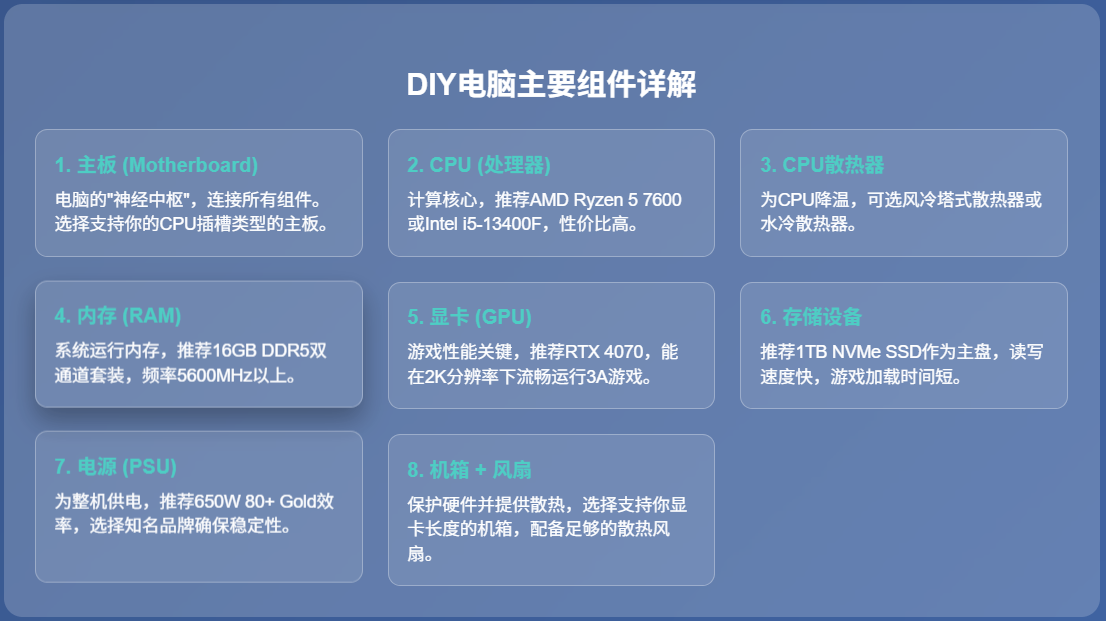 DIY电脑主要组件详解
1. 主板 (Motherboard)
电脑的"神经中枢"，连接所有组件。
选择支持你的CPU插槽类型的主板。
2. CPU (处理器)
计算核心，推荐AMD Ryzen 5 7600
或Intel i5-13400F，性价比高。
3. CPU散热器
为CPU降温，可选风冷塔式散热器或
水冷散热器。
4. 内存 (RAM)
系统运行内存，推荐16GB DDR5双
通道套装，频率5600MHz以上。
5. 显卡 (GPU)
游戏性能关键，推荐RTX 4070，能
在2K分辨率下流畅运行3A游戏。
6. 存储设备
推荐1TB NVMe SSD作为主盘，读写
速度快，游戏加载时间短。
7. 电源 (PSU)
为整机供电，推荐650W 80+ Gold效
率，选择知名品牌确保稳定性。
8. 机箱 + 风扇
保护硬件并提供散热，选择支持你显
卡长度的机箱，配备足够的散热风
扇。